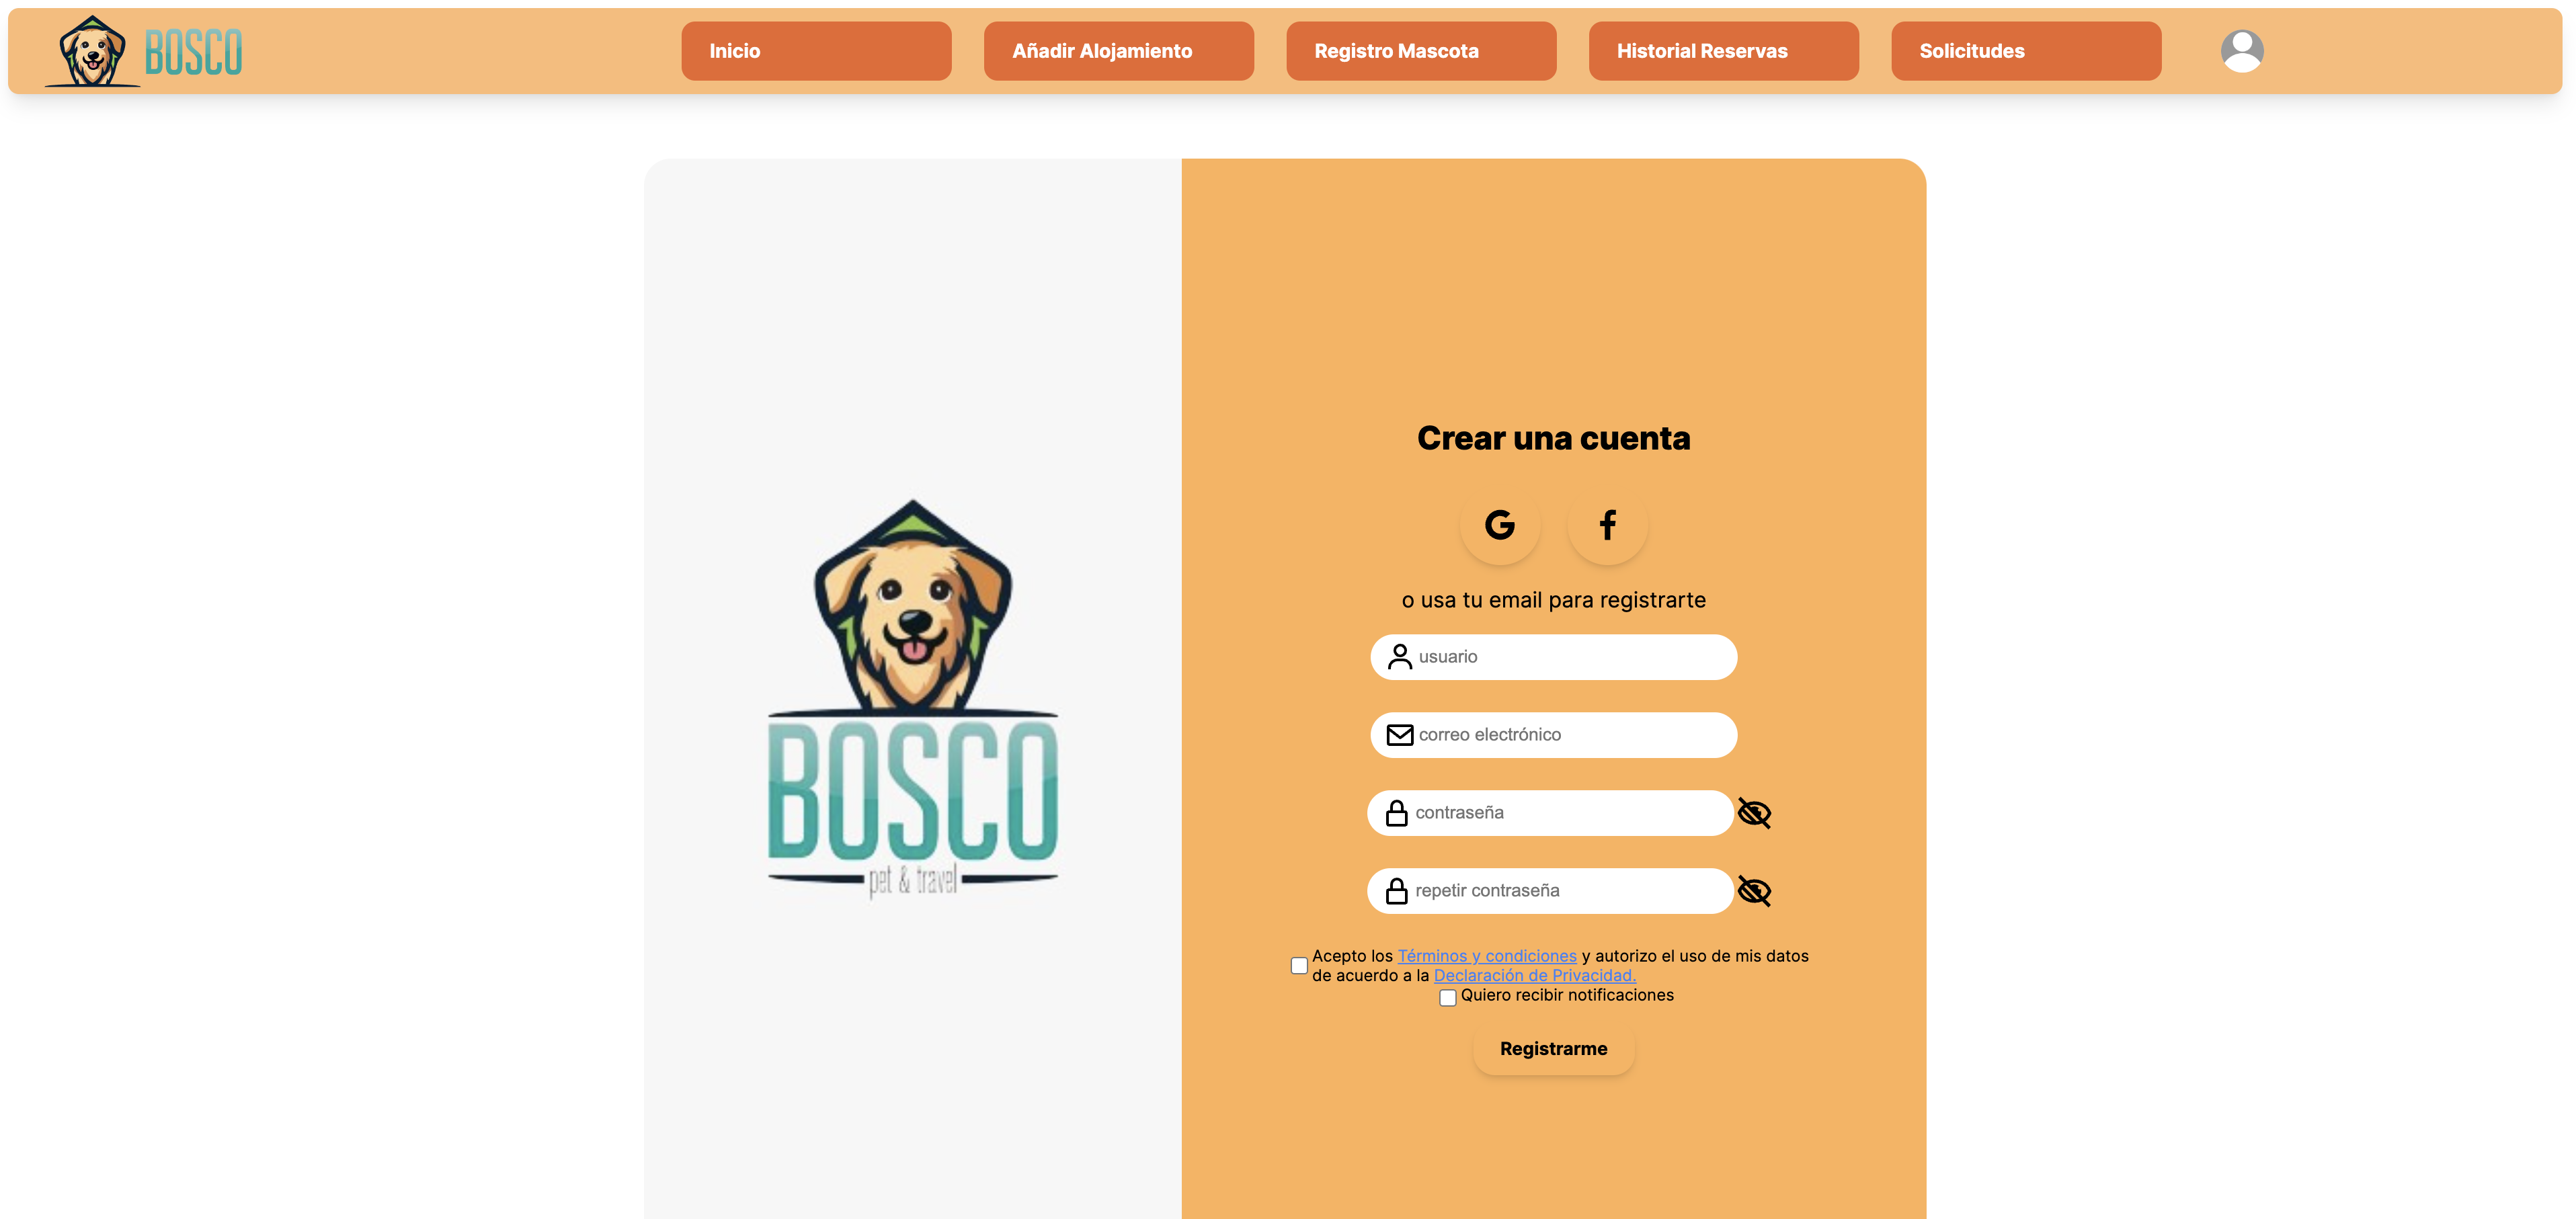 BOSCO
Inicio
Añadir Alojamiento
Registro Mascota
Historial Reservas
Solicitudes
BOSCO
pet & travel
Crear una cuenta
G f
o usa tu email para registrarte
usuario
correo electrónico
contraseña
repetir contraseña
Acepto los Términos y condiciones y autorizo el uso de mis datos
de acuerdo a la Declaración de Privacidad.
Quiero recibir notificaciones
Registrarme